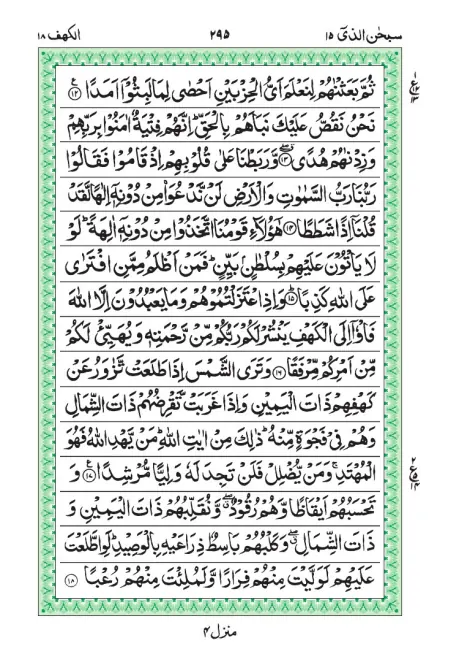 سبحٰن الذیٓ ۱۵ ۲۹۵ الکهف ۱۸
ثُمَّ بَعَثْنٰهُمْ لِنَعْلَمَ اَیُّ الْحِزْبَیْنِ اَحْصٰی لِمَا لَبِثُوْۤا اَمَدًا ﴿۱۲﴾
نَحْنُ نَقُصُّ عَلَیْكَ نَبَاَهُمْ بِالْحَقِّ ؕ اِنَّهُمْ فِتْیَةٌ اٰمَنُوْا بِرَبِّهِمْ
وَزِدْنٰهُمْ هُدًی ﴿۱۳﴾ وَّرَبَطْنَا عَلٰی قُلُوْبِهِمْ اِذْ قَامُوْا فَقَالُوْا
رَبُّنَا رَبُّ السَّمٰوٰتِ وَالْاَرْضِ لَنْ نَّدْعُوَا۟ مِنْ دُوْنِهٖۤ اِلٰهًا لَّقَدْ
قُلْنَاۤ اِذًا شَطَطًا ﴿۱۴﴾ هٰۤؤُلَآءِ قَوْمُنَا اتَّخَذُوْا مِنْ دُوْنِهٖۤ اٰلِهَةً ؕ لَوْ
لَا یَاْتُوْنَ عَلَیْهِمْ بِسُلْطٰنٍۭ بَیِّنٍ ؕ فَمَنْ اَظْلَمُ مِمَّنِ افْتَرٰی
عَلَی اللّٰهِ كَذِبًا ﴿۱۵﴾ؕ وَاِذِ اعْتَزَلْتُمُوْهُمْ وَمَا یَعْبُدُوْنَ اِلَّا اللّٰهَ
فَاْوٗۤا اِلَی الْكَهْفِ یَنْشُرْ لَكُمْ رَبُّكُمْ مِّنْ رَّحْمَتِهٖ وَیُهَیِّئْ لَكُمْ
مِّنْ اَمْرِكُمْ مِّرْفَقًا ﴿۱۶﴾ وَتَرَی الشَّمْسَ اِذَا طَلَعَتْ تَّزٰوَرُ عَنْ
كَهْفِهِمْ ذَاتَ الْیَمِیْنِ وَاِذَا غَرَبَتْ تَّقْرِضُهُمْ ذَاتَ الشِّمَالِ
وَهُمْ فِیْ فَجْوَةٍ مِّنْهُ ؕ ذٰلِكَ مِنْ اٰیٰتِ اللّٰهِ ؕ مَنْ یَّهْدِ اللّٰهُ فَهُوَ
الْمُهْتَدِ ۚ وَمَنْ یُّضْلِلْ فَلَنْ تَجِدَ لَهٗ وَلِیًّا مُّرْشِدًا ﴿۱۷﴾ وَ
تَحْسَبُهُمْ اَیْقَاظًا وَّهُمْ رُقُوْدٌ ۖ وَّنُقَلِّبُهُمْ ذَاتَ الْیَمِیْنِ وَ
ذَاتَ الشِّمَالِ ۖ وَكَلْبُهُمْ بَاسِطٌ ذِرَاعَیْهِ بِالْوَصِیْدِ ؕ لَوِ اطَّلَعْتَ
عَلَیْهِمْ لَوَلَّیْتَ مِنْهُمْ فِرَارًا وَّلَمُلِئْتَ مِنْهُمْ رُعْبًا ﴿۱۸﴾
منزل ۴